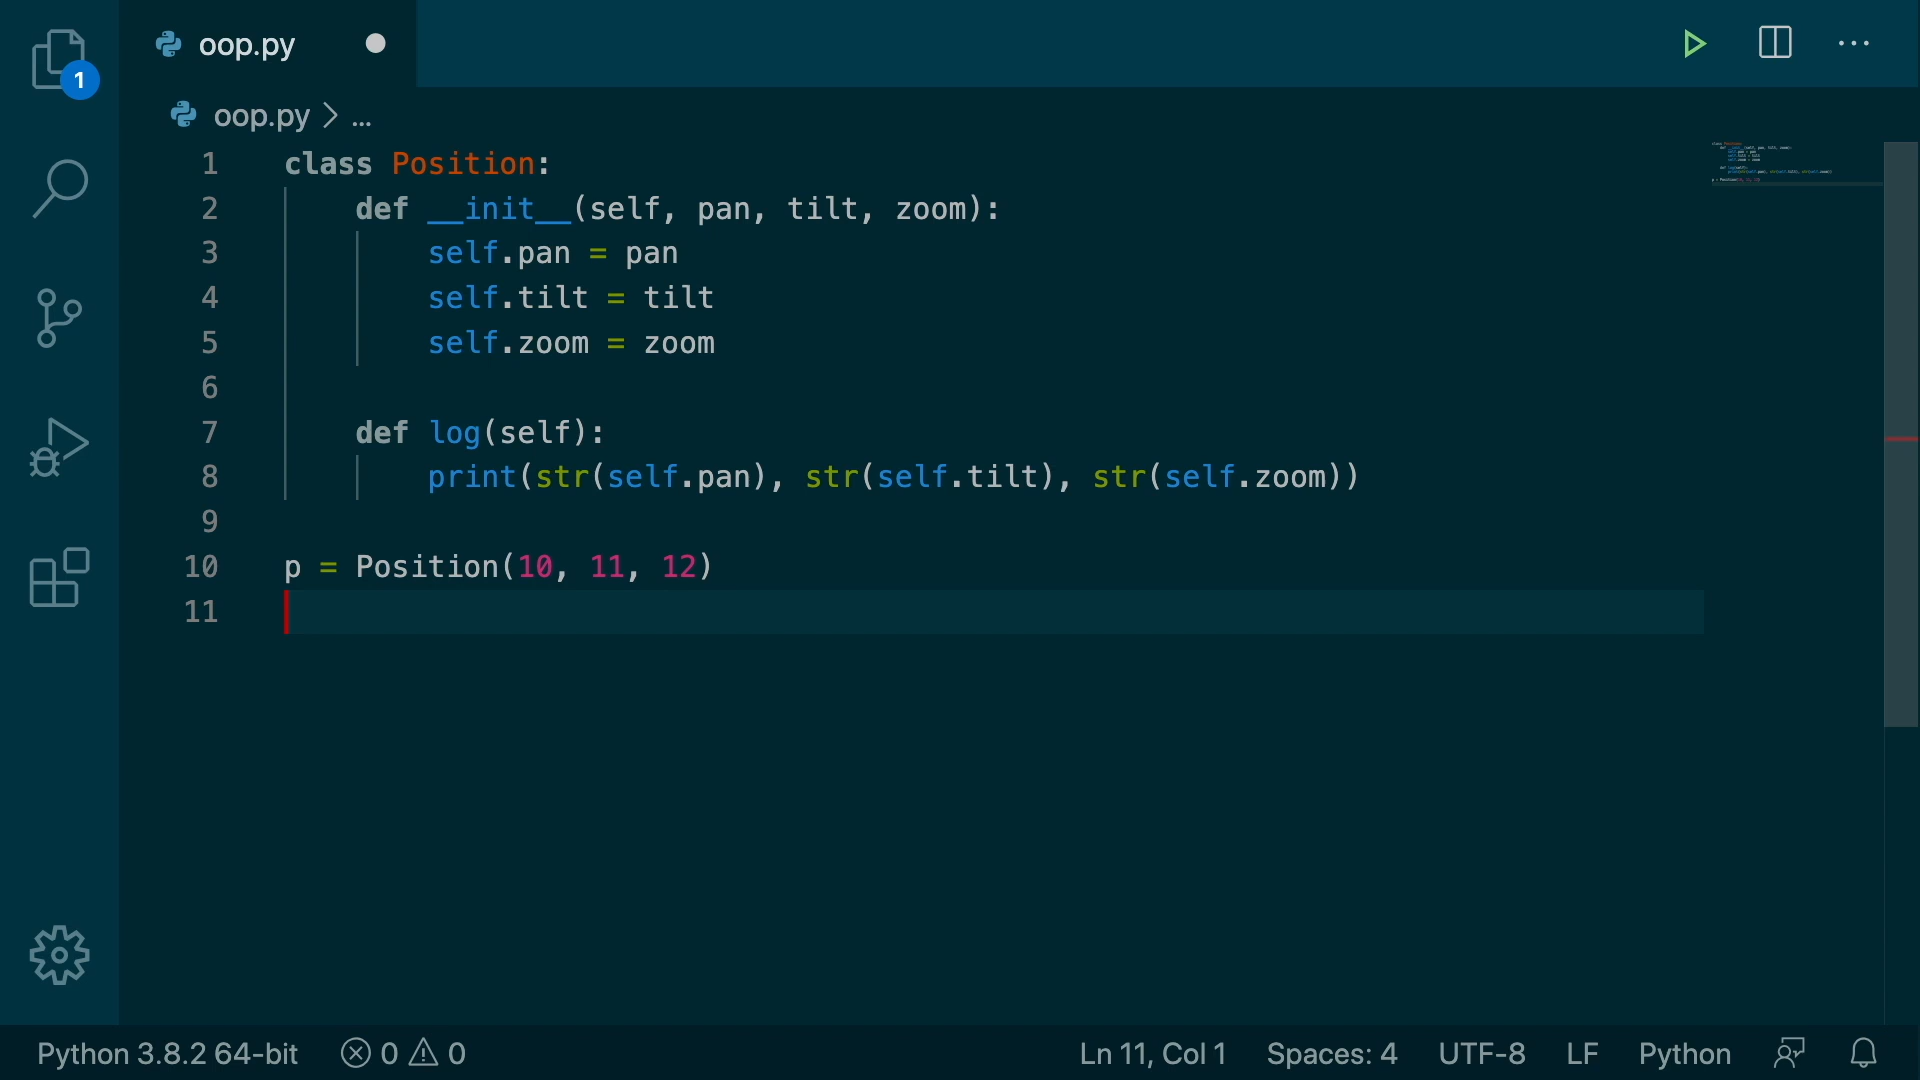 oop.py
1
oop.py > ...
1 class Position:
2     def __init__(self, pan, tilt, zoom):
3         self.pan = pan
4         self.tilt = tilt
5         self.zoom = zoom
6
7     def log(self):
8         print(str(self.pan), str(self.tilt), str(self.zoom))
9
10 p = Position(10, 11, 12)
11
Python 3.8.2 64-bit 0 0 Ln 11, Col 1 Spaces: 4 UTF-8 LF Python